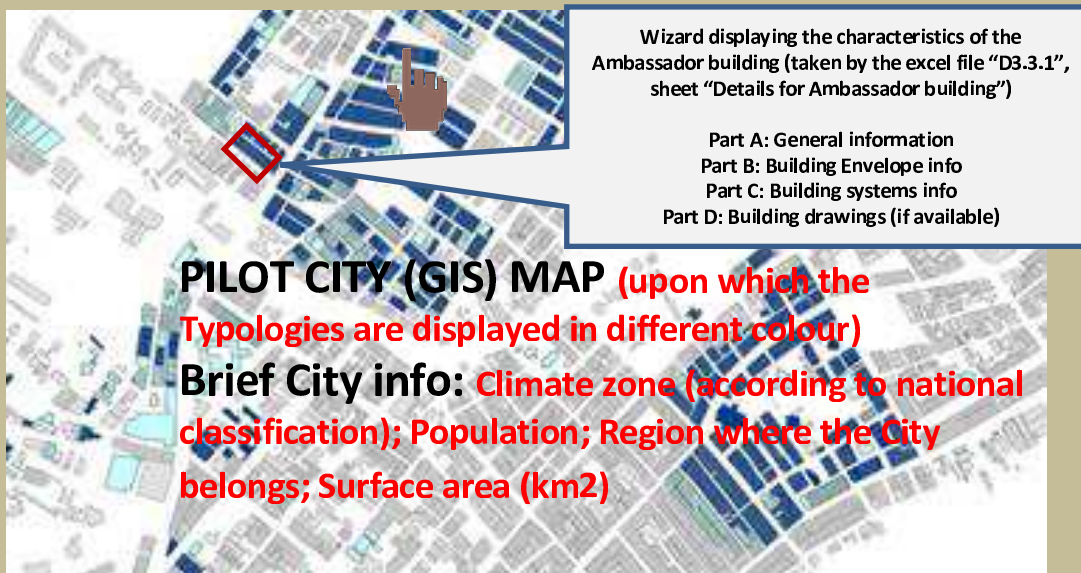 Wizard displaying the characteristics of the
Ambassador building (taken by the excel file “D3.3.1”,
sheet “Details for Ambassador building”)
Part A: General information
Part B: Building Envelope info
Part C: Building systems info
Part D: Building drawings (if available)
PILOT CITY (GIS) MAP (upon which the
Typologies are displayed in different colour)
Brief City info: Climate zone (according to national
classification); Population; Region where the City
belongs; Surface area (km2)